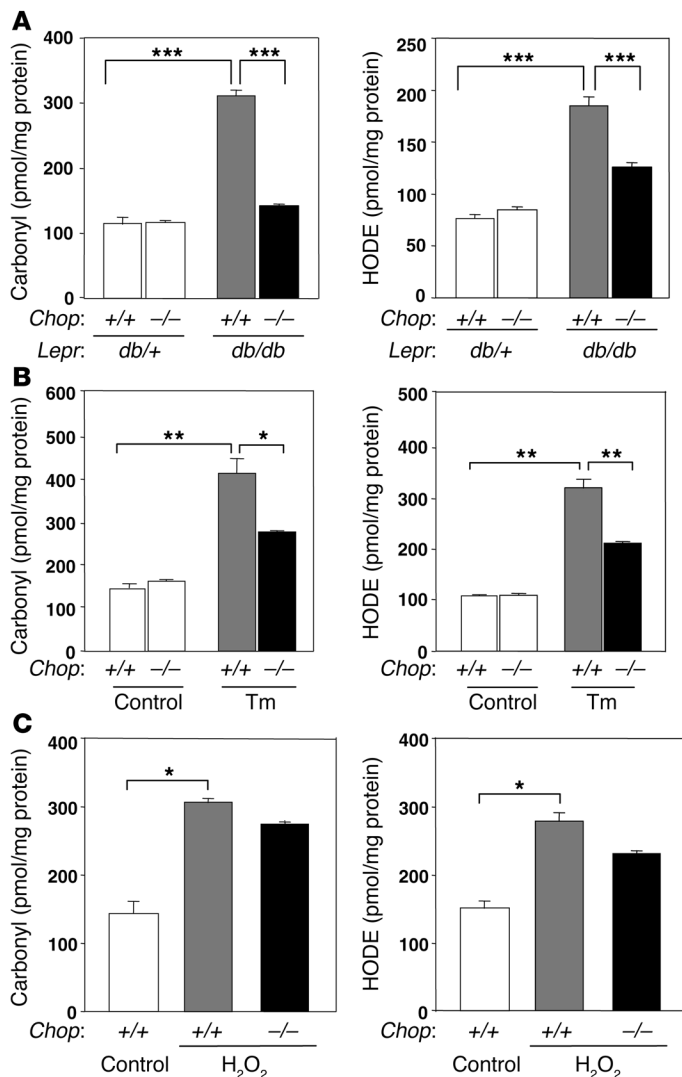 A
Carbonyl (pmol/mg protein)
400
300
200
100
0
*** ***
Chop: +/+ –/– +/+ –/–
Lepr: db/+ db/db
HODE (pmol/mg protein)
250
200
150
100
50
0
*** ***
+/+ –/– +/+ –/–
db/+ db/db
B
Carbonyl (pmol/mg protein)
600
500
400
300
200
100
0
** *
Chop: +/+ –/– +/+ –/–
Control Tm
HODE (pmol/mg protein)
500
400
300
200
100
0
** **
Chop: +/+ –/– +/+ –/–
Control Tm
C
Carbonyl (pmol/mg protein)
400
300
200
100
0
*
Chop: +/+ +/+ –/–
Control H2O2
HODE (pmol/mg protein)
400
300
200
100
0
*
Chop: +/+ +/+ –/–
Control H2O2